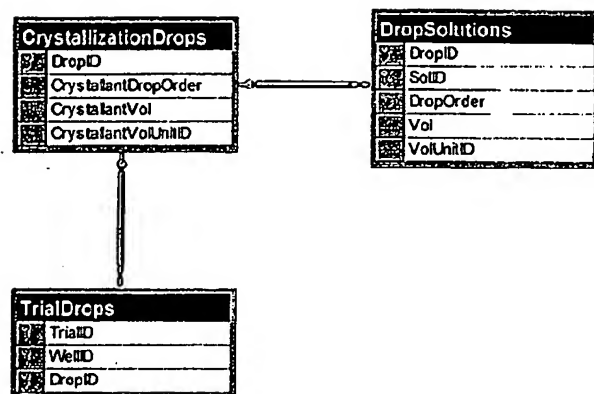 CrystallizationDrops
DropID
CrystallantDropOrder
CrystallantVol
CrystallantVolUnitID
DropSolutions
DropID
SolID
DropOrder
Vol
VolUnitID
TrialDrops
TrialID
WellID
DropID